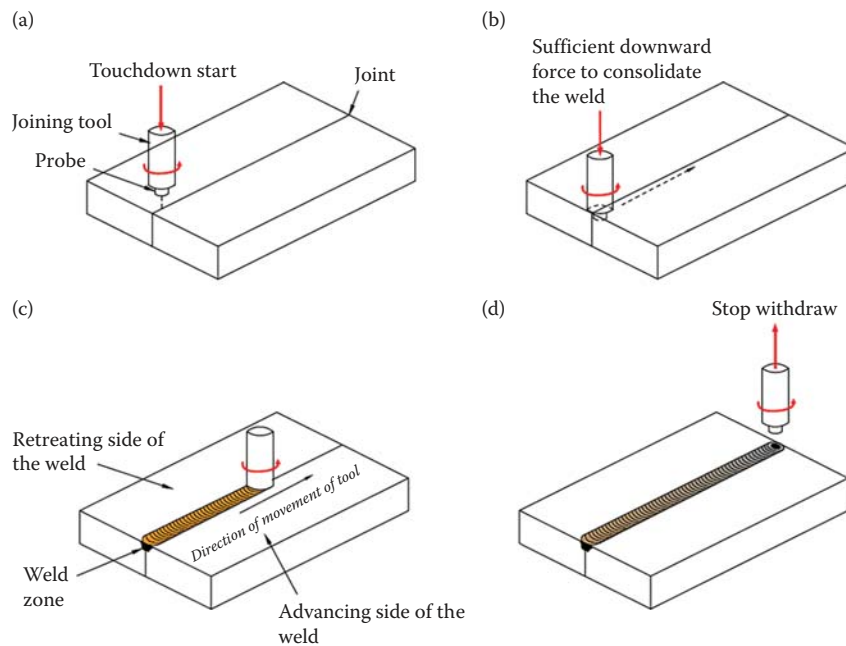 (a)
Touchdown start
Joint
Joining tool
Probe
(b)
Sufficient downward
force to consolidate
the weld
(c)
Retreating side of
the weld
Direction of movement of tool
Weld
zone
Advancing side of the
weld
(d)
Stop withdraw